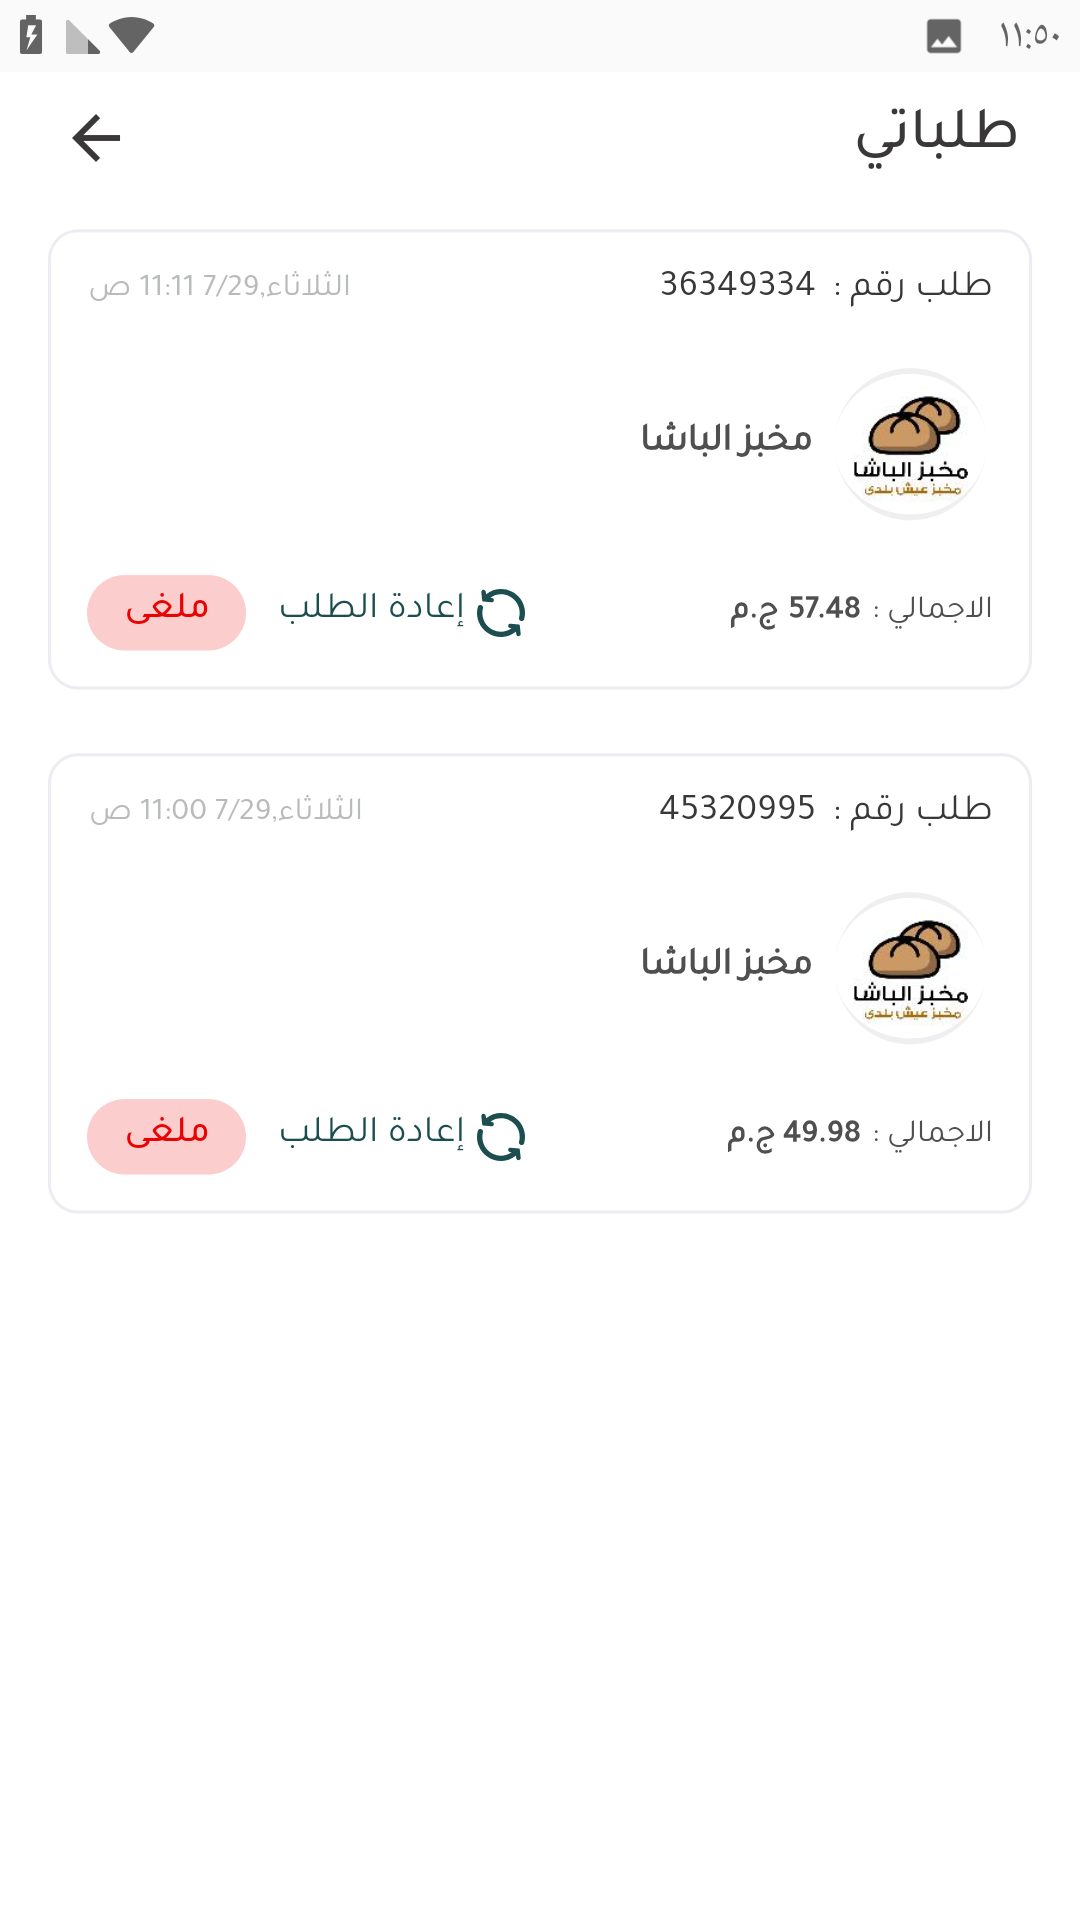 ١١:٥٠
طلباتي
طلب رقم : 36349334
الثلاثاء,7/29 11:11 ص
مخبز الباشا
مخبز عيش بلدى
مخبز الباشا
الاجمالي : 57.48 ج.م
إعادة الطلب
ملغى
طلب رقم : 45320995
الثلاثاء,7/29 11:00 ص
مخبز الباشا
مخبز عيش بلدى
مخبز الباشا
الاجمالي : 49.98 ج.م
إعادة الطلب
ملغى